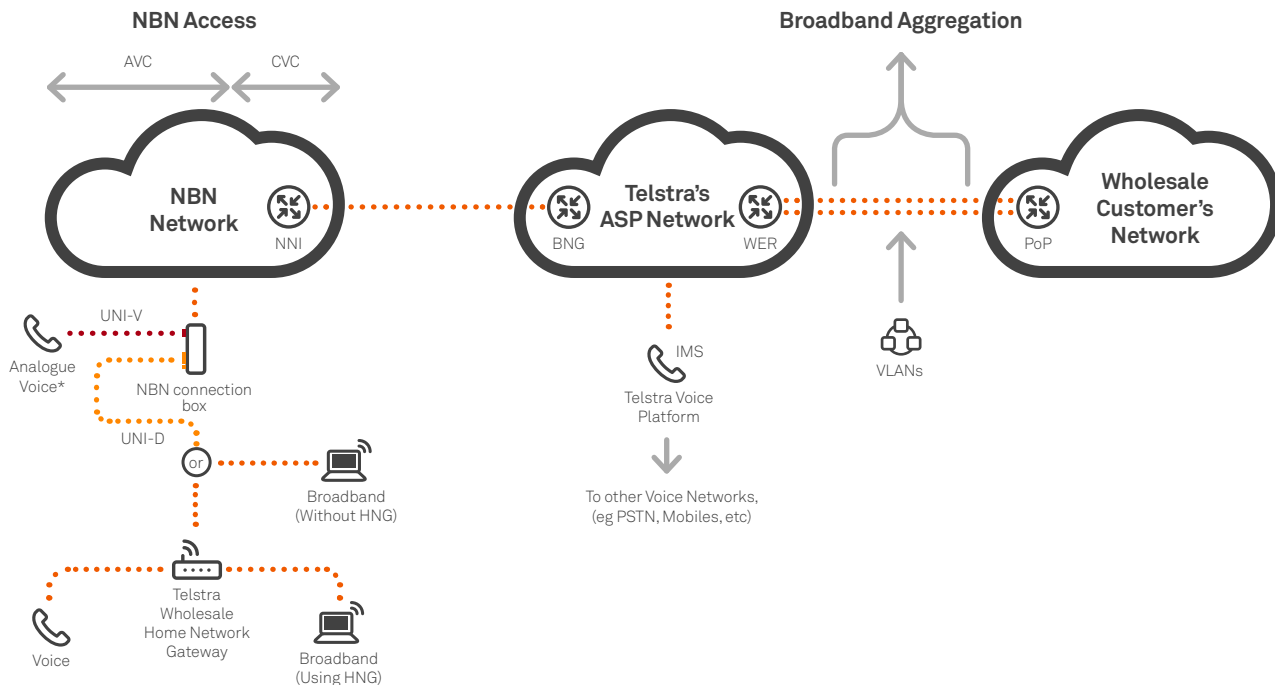 NBN Access
Broadband Aggregation
AVC
CVC
NBN
Network
NNI
Telstra's
ASP Network
BNG
WER
Wholesale
Customer's
Network
PoP
UNI-V
Analogue
Voice*
NBN connection
box
UNI-D
or
Broadband
(Without HNG)
IMS
Telstra Voice
Platform
VLANs
To other Voice Networks,
(eg PSTN, Mobiles, etc)
Voice
Telstra
Wholesale
Home Network
Gateway
Broadband
(Using HNG)